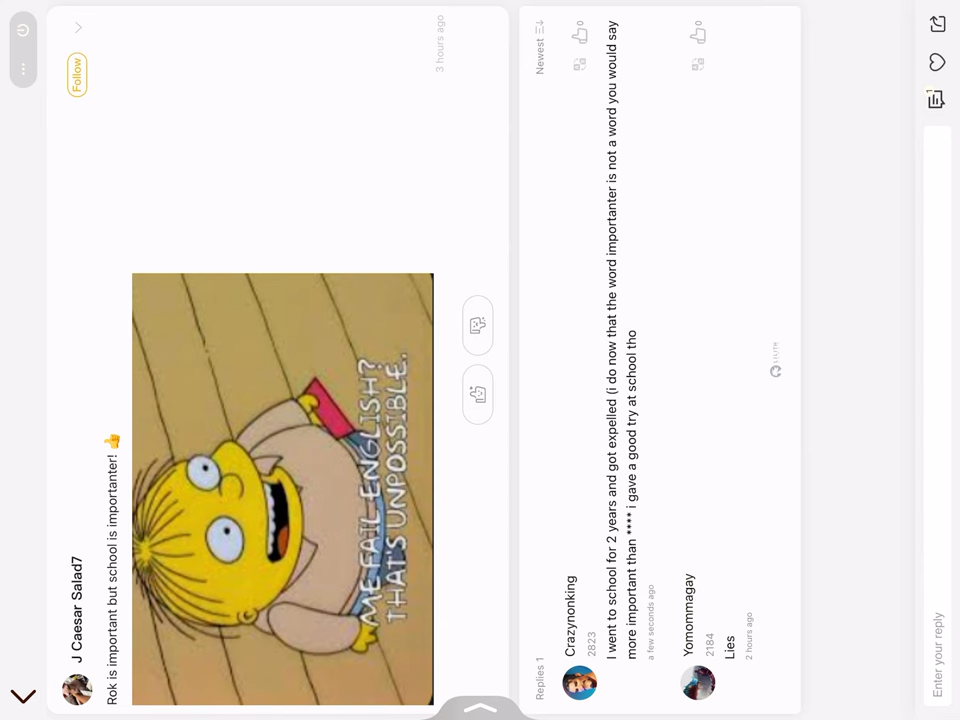 J Caesar Salad7
Follow
Rok is important but school is importanter! 👍
ME FAIL ENGLISH?
THAT'S UNPOSSIBLE.
3 hours ago
Replies 1
Newest
Crazynonking
2823
0
I went to school for 2 years and got expelled (i do now that the word importanter is not a word you would say
more important than **** i gave a good try at school tho
a few seconds ago
Yomommagay
2184
0
Lies
2 hours ago
Enter your reply
1